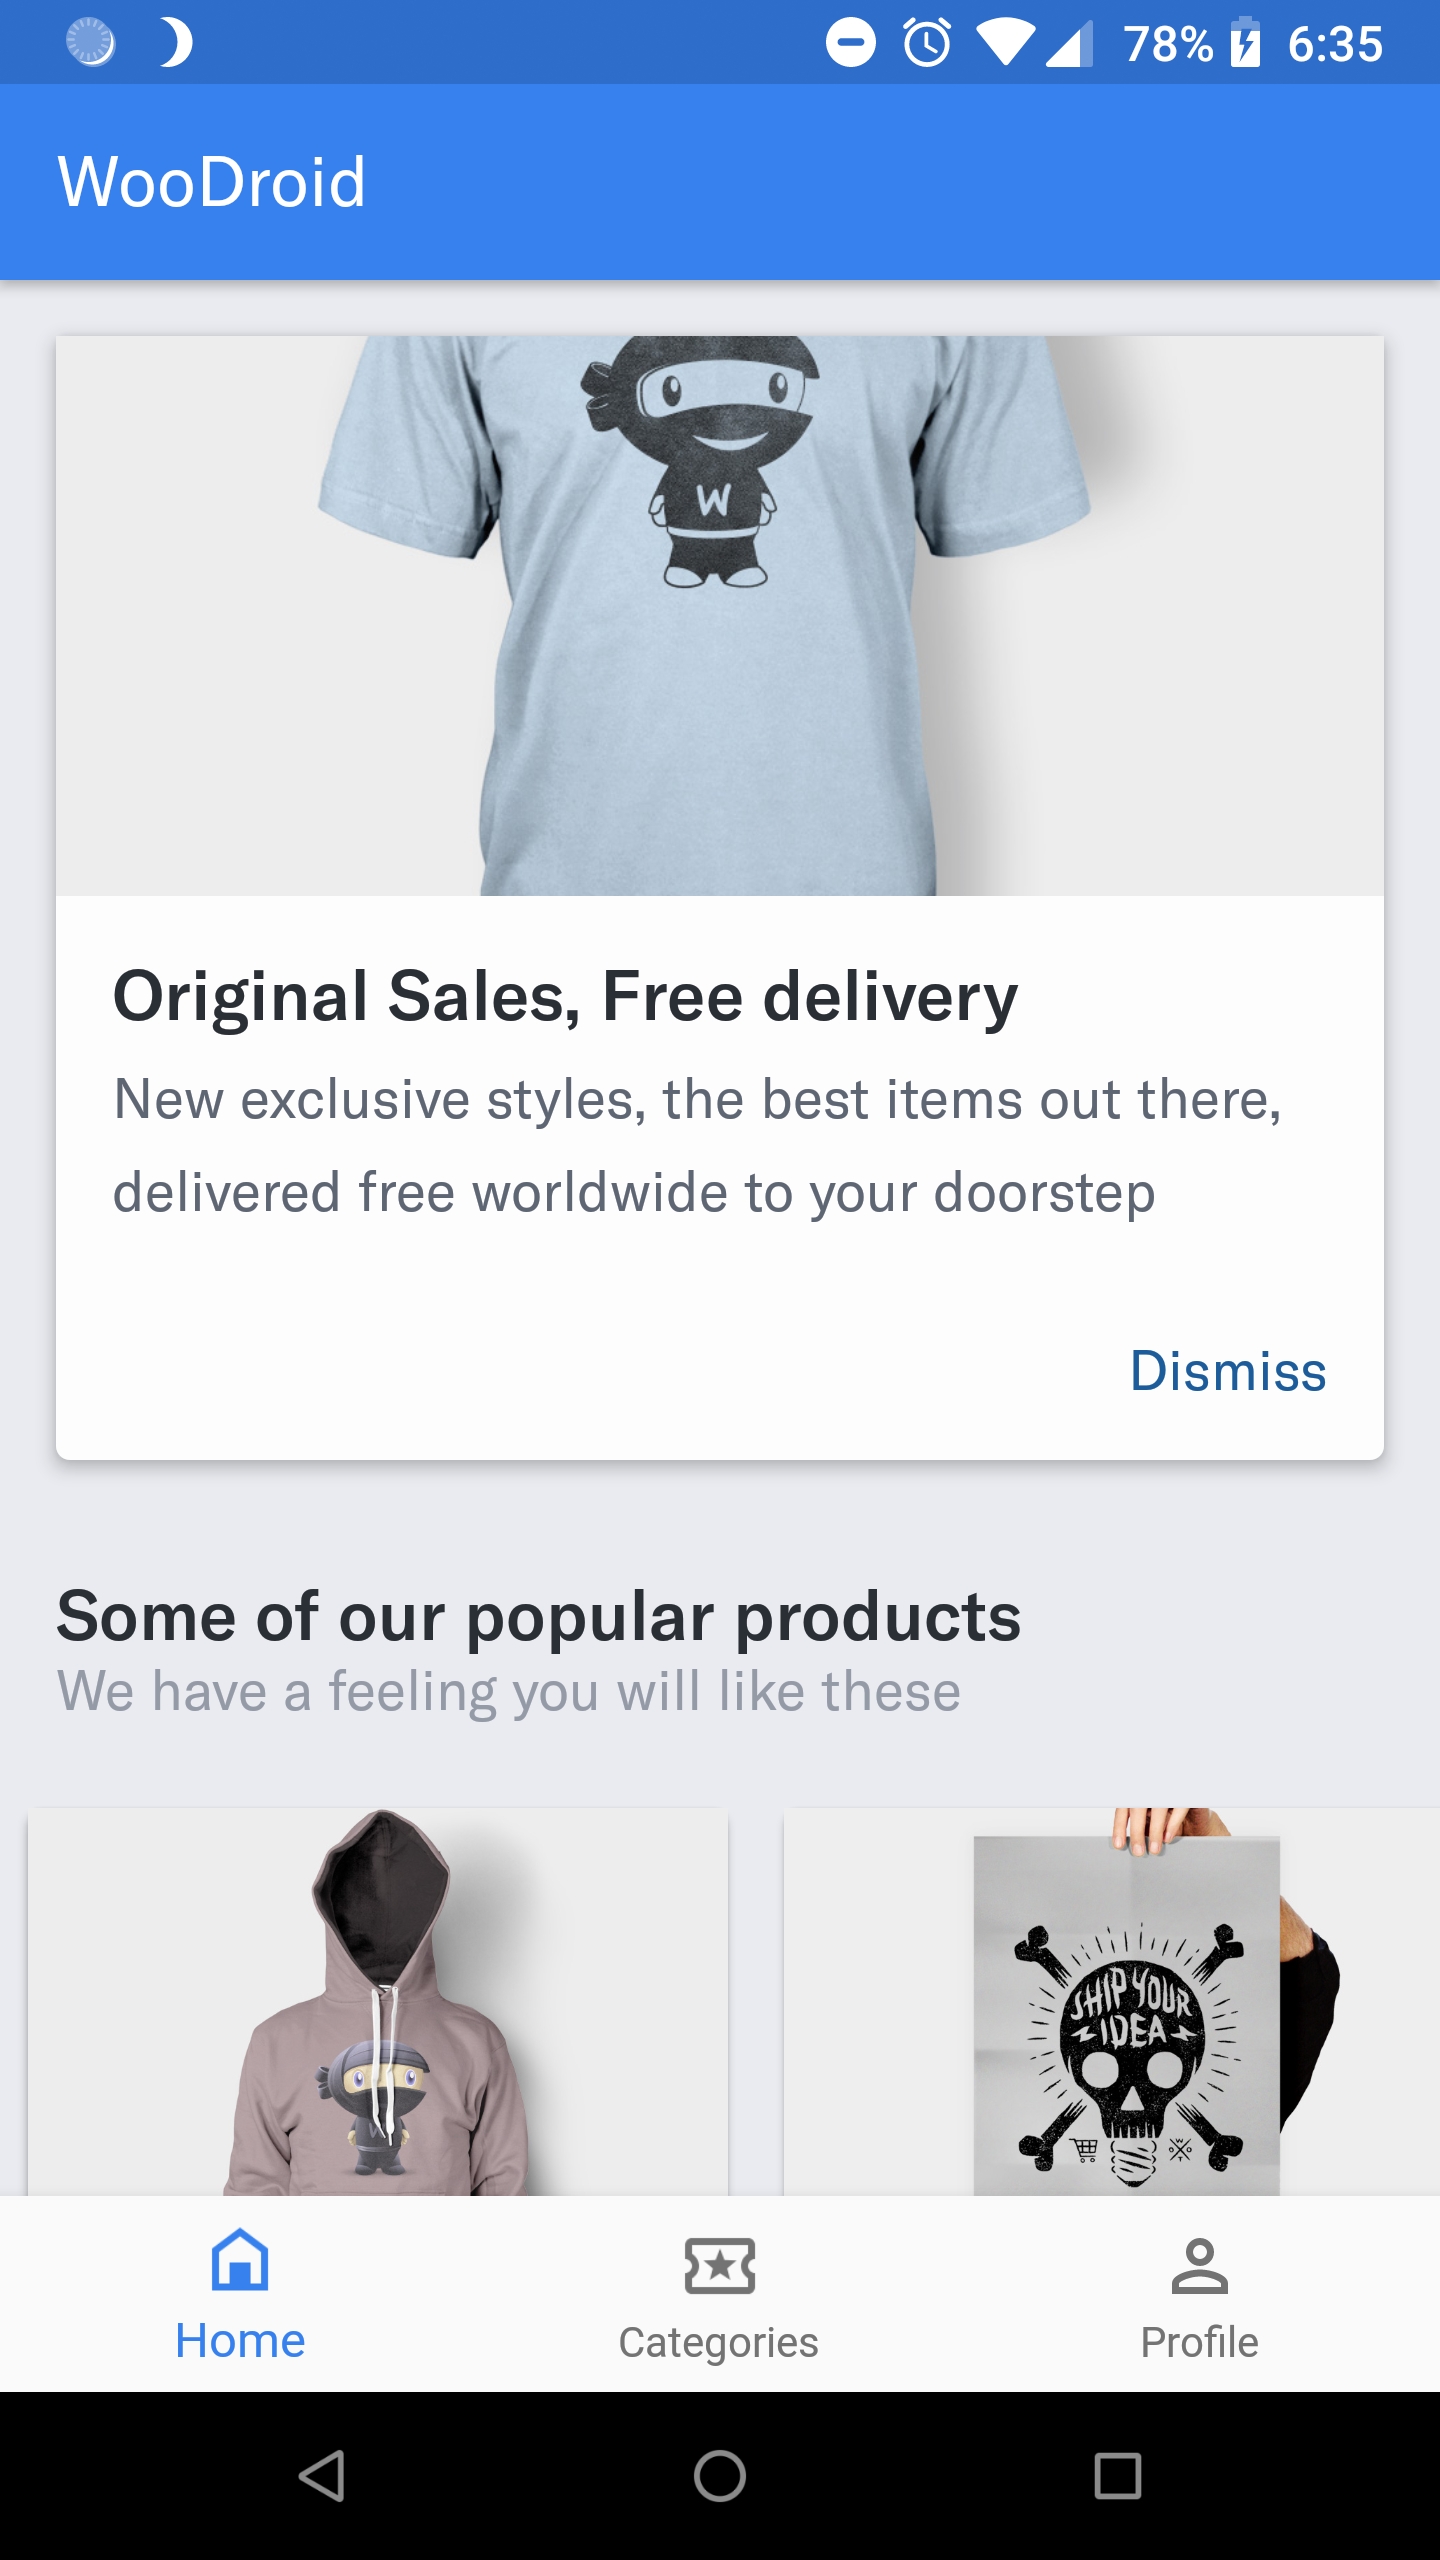 78% 6:35
WooDroid
W
Original Sales, Free delivery
New exclusive styles, the best items out there,
delivered free worldwide to your doorstep
Dismiss
Some of our popular products
We have a feeling you will like these
W
SHIP YOUR
IDEA
Home
Categories
Profile